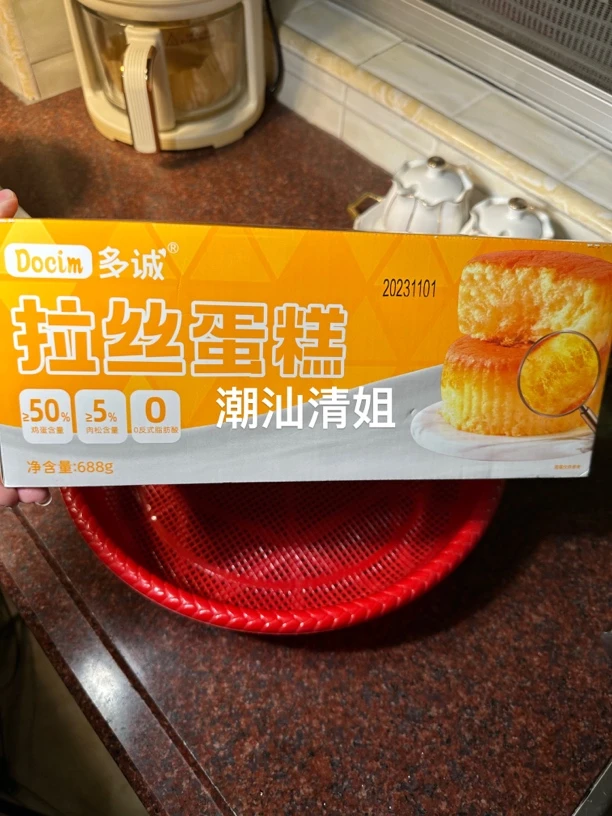 Docim 多诚®
20231101
拉丝蛋糕
≥50% ≥5% 0
鸡蛋含量 肉松含量 0反式脂肪酸
潮汕清姐
净含量:688g